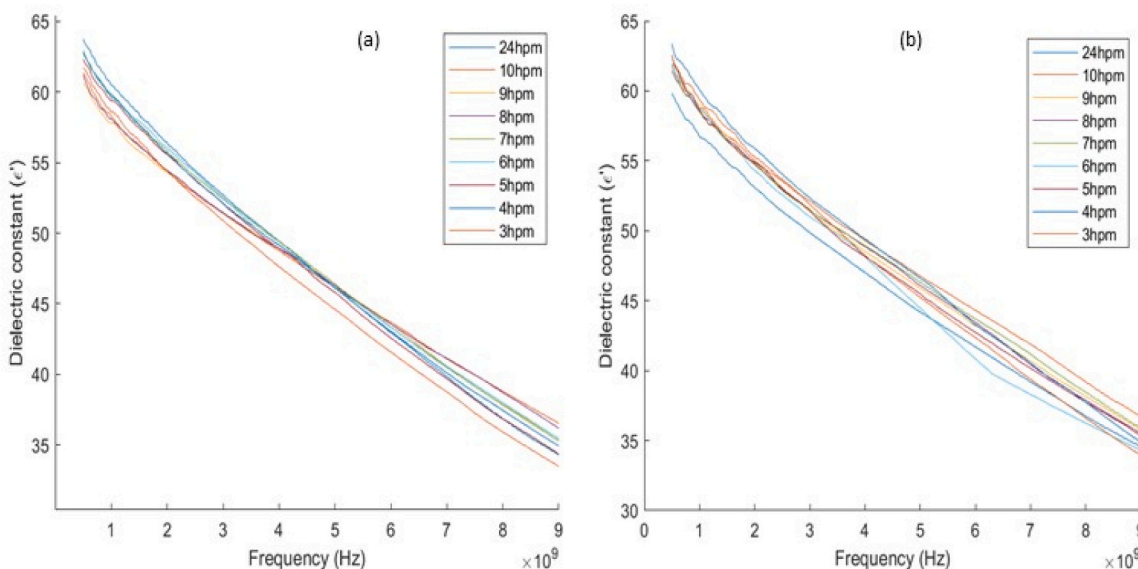 (a)
65
60
55
50
45
40
35
Dielectric constant (ϵ')
1 2 3 4 5 6 7 8 9
Frequency (Hz)
×10⁹
24hpm
10hpm
9hpm
8hpm
7hpm
6hpm
5hpm
4hpm
3hpm
(b)
65
60
55
50
45
40
35
30
Dielectric constant (ϵ')
0 1 2 3 4 5 6 7 8 9
Frequency (Hz)
×10⁹
24hpm
10hpm
9hpm
8hpm
7hpm
6hpm
5hpm
4hpm
3hpm